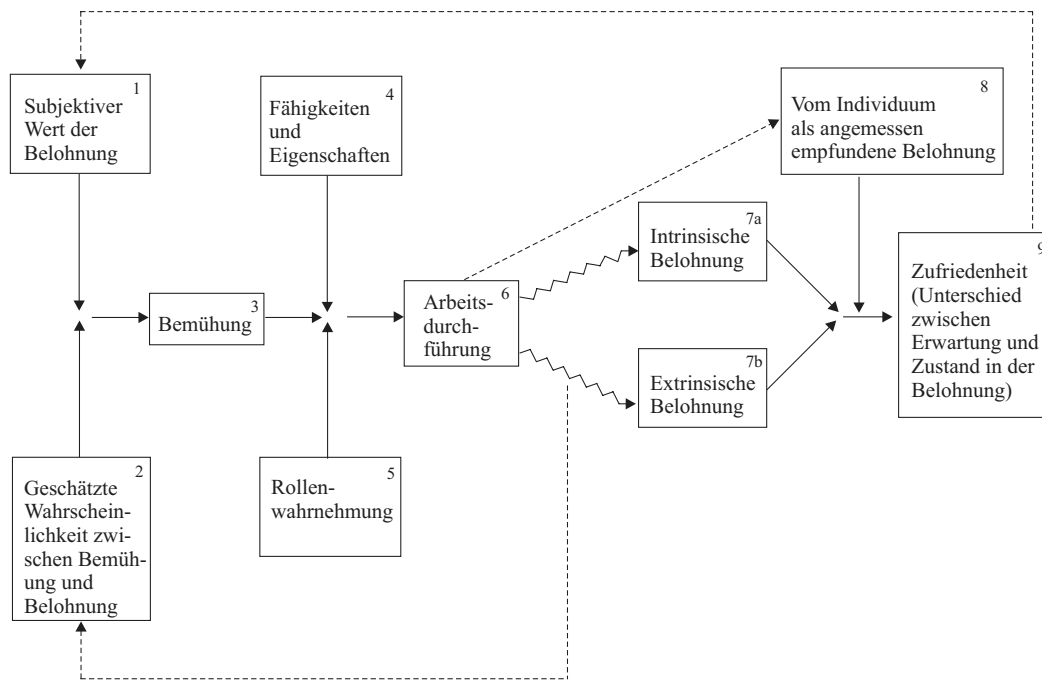 1
Subjektiver
Wert der
Belohnung
4
Fähigkeiten
und
Eigenschaften
8
Vom Individuum
als angemessen
empfundene Belohnung
3
Bemühung
6
Arbeits-
durch-
führung
7a
Intrinsische
Belohnung
7b
Extrinsische
Belohnung
9
Zufriedenheit
(Unterschied
zwischen
Erwartung und
Zustand in der
Belohnung)
2
Geschätzte
Wahrschein-
lichkeit zwi-
schen Bemüh-
ung und
Belohnung
5
Rollen-
wahrnehmung